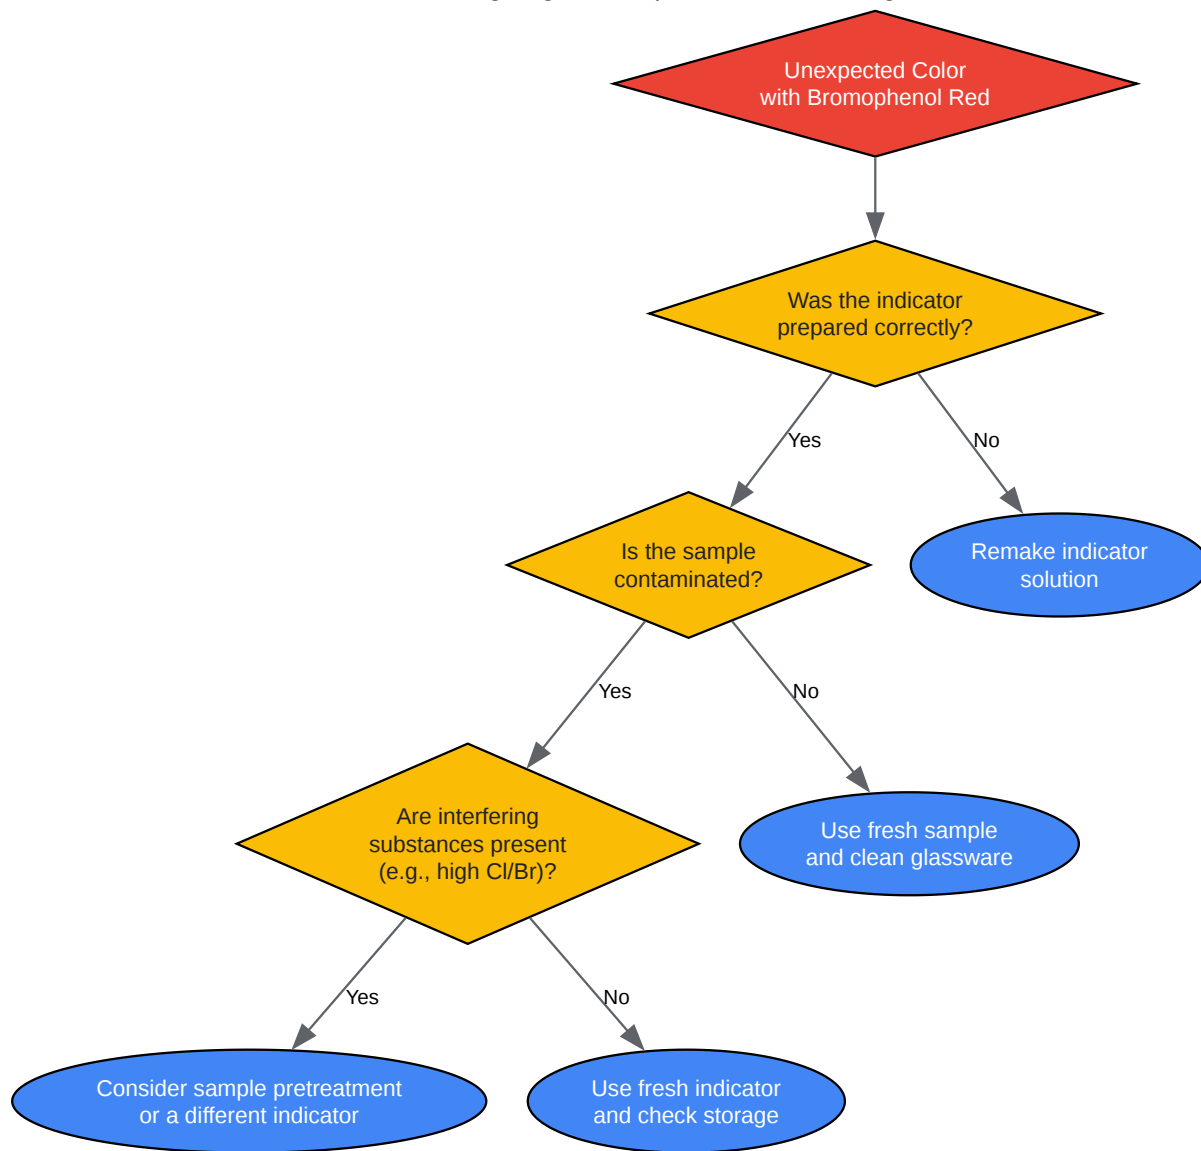 Unexpected Color
with Bromophenol Red
Was the indicator
prepared correctly?
Yes
No
Is the sample
contaminated?
Remake indicator
solution
Yes
No
Are interfering
substances present
(e.g., high Cl/Br)?
Use fresh sample
and clean glassware
Yes
No
Consider sample pretreatment
or a different indicator
Use fresh indicator
and check storage